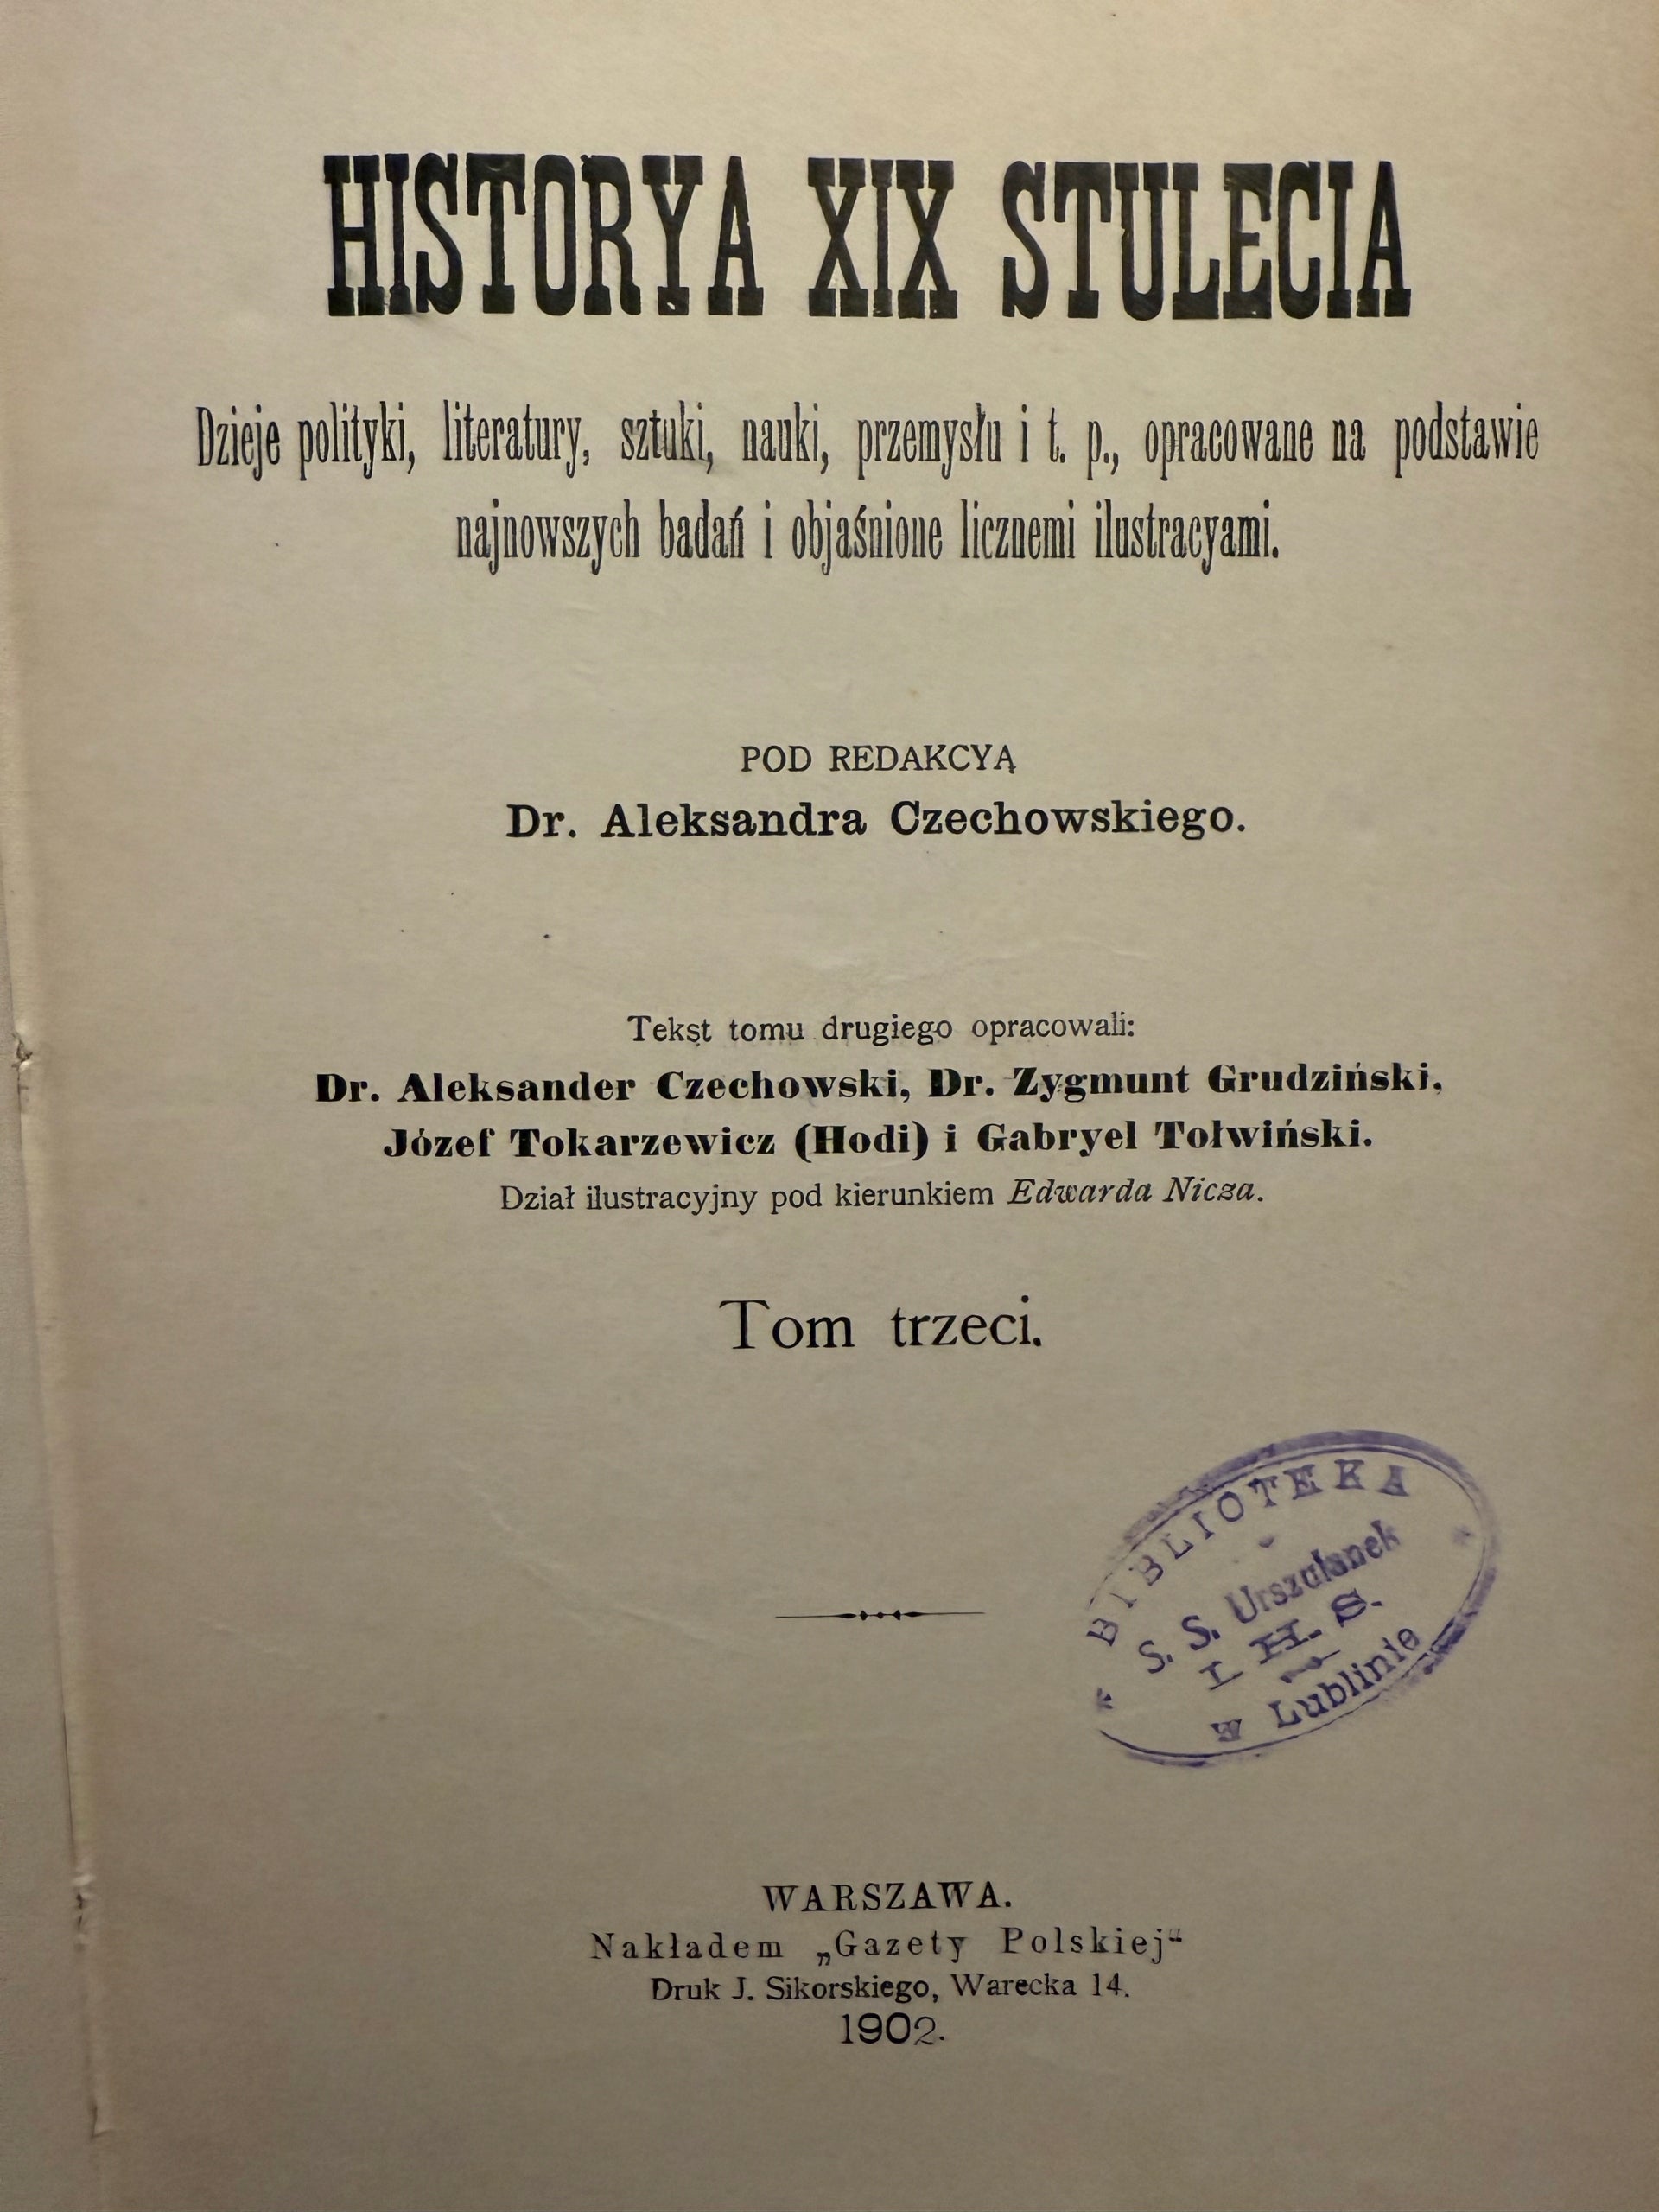 HISTORYA XIX STULECIA
Dzieje polityki, literatury, sztuki, nauki, przemysłu i t. p., opracowane na podstawie
najnowszych badań i objaśnione licznemi ilustracyami.
POD REDAKCYĄ
Dr. Aleksandra Czechowskiego.
Tekst tomu drugiego opracowali:
Dr. Aleksander Czechowski, Dr. Zygmunt Grudziński,
Józef Tokarzewicz (Hodi) i Gabryel Tołwiński.
Dział ilustracyjny pod kierunkiem Edwarda Nicza.
Tom trzeci.
BIBLIOTEKA
S. S. Urszulanek
I. H. S.
w Lublinie
WARSZAWA.
Nakładem „Gazety Polskiej“
Druk J. Sikorskiego, Warecka 14.
1902.